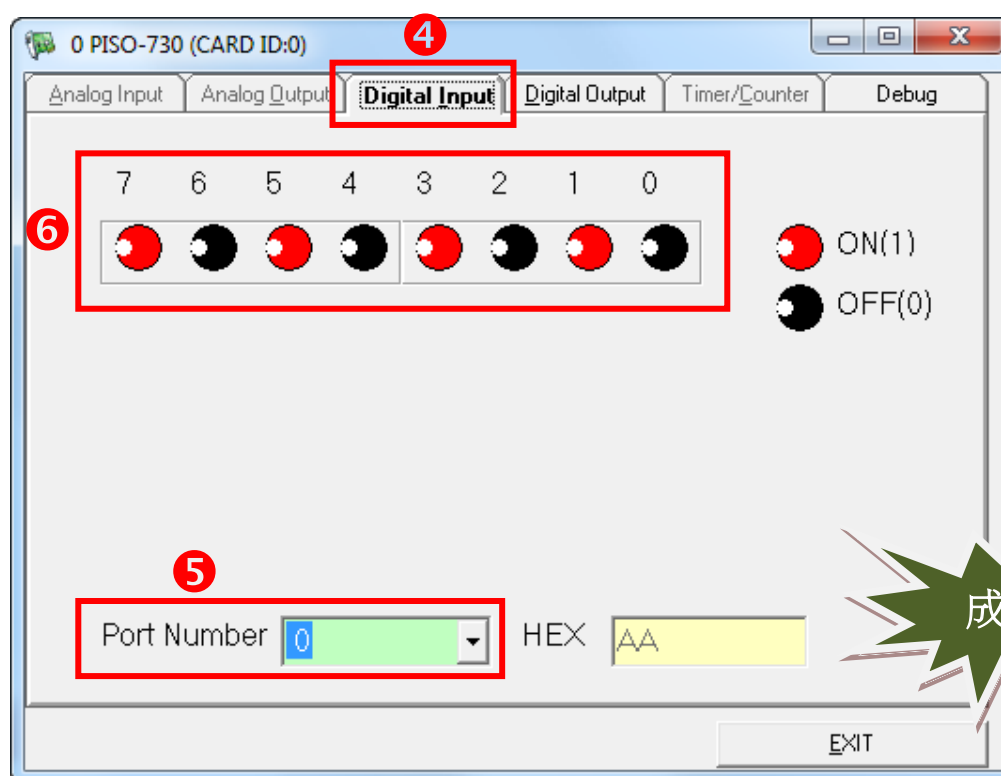 0 PISO-730 (CARD ID:0)
4
Analog Input Analog Output Digital Input Digital Output Timer/Counter Debug
7 6 5 4 3 2 1 0
6
ON(1)
OFF(0)
5
Port Number 0 HEX AA
成
EXIT